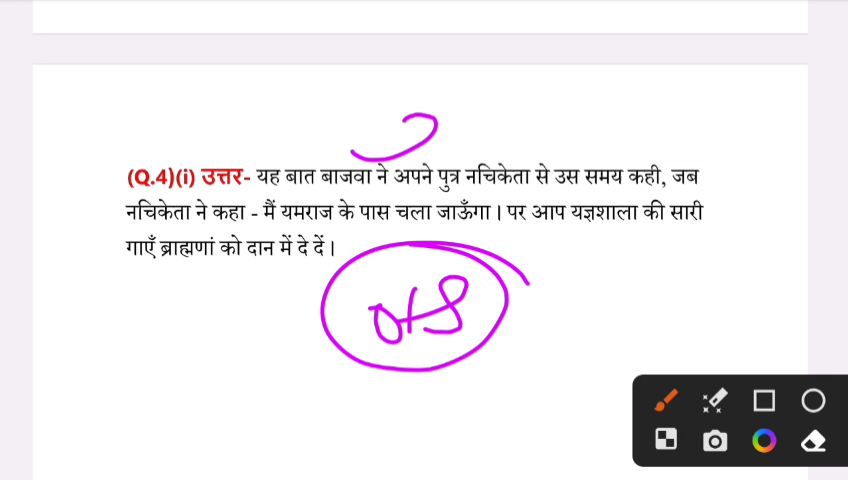 (Q.4)(i) उत्तर- यह बात बाजवा ने अपने पुत्र नचिकेता से उस समय कही, जब
नचिकेता ने कहा - मैं यमराज के पास चला जाऊँगा। पर आप यज्ञशाला की सारी
गाएँ ब्राह्मणां को दान में दे दें।